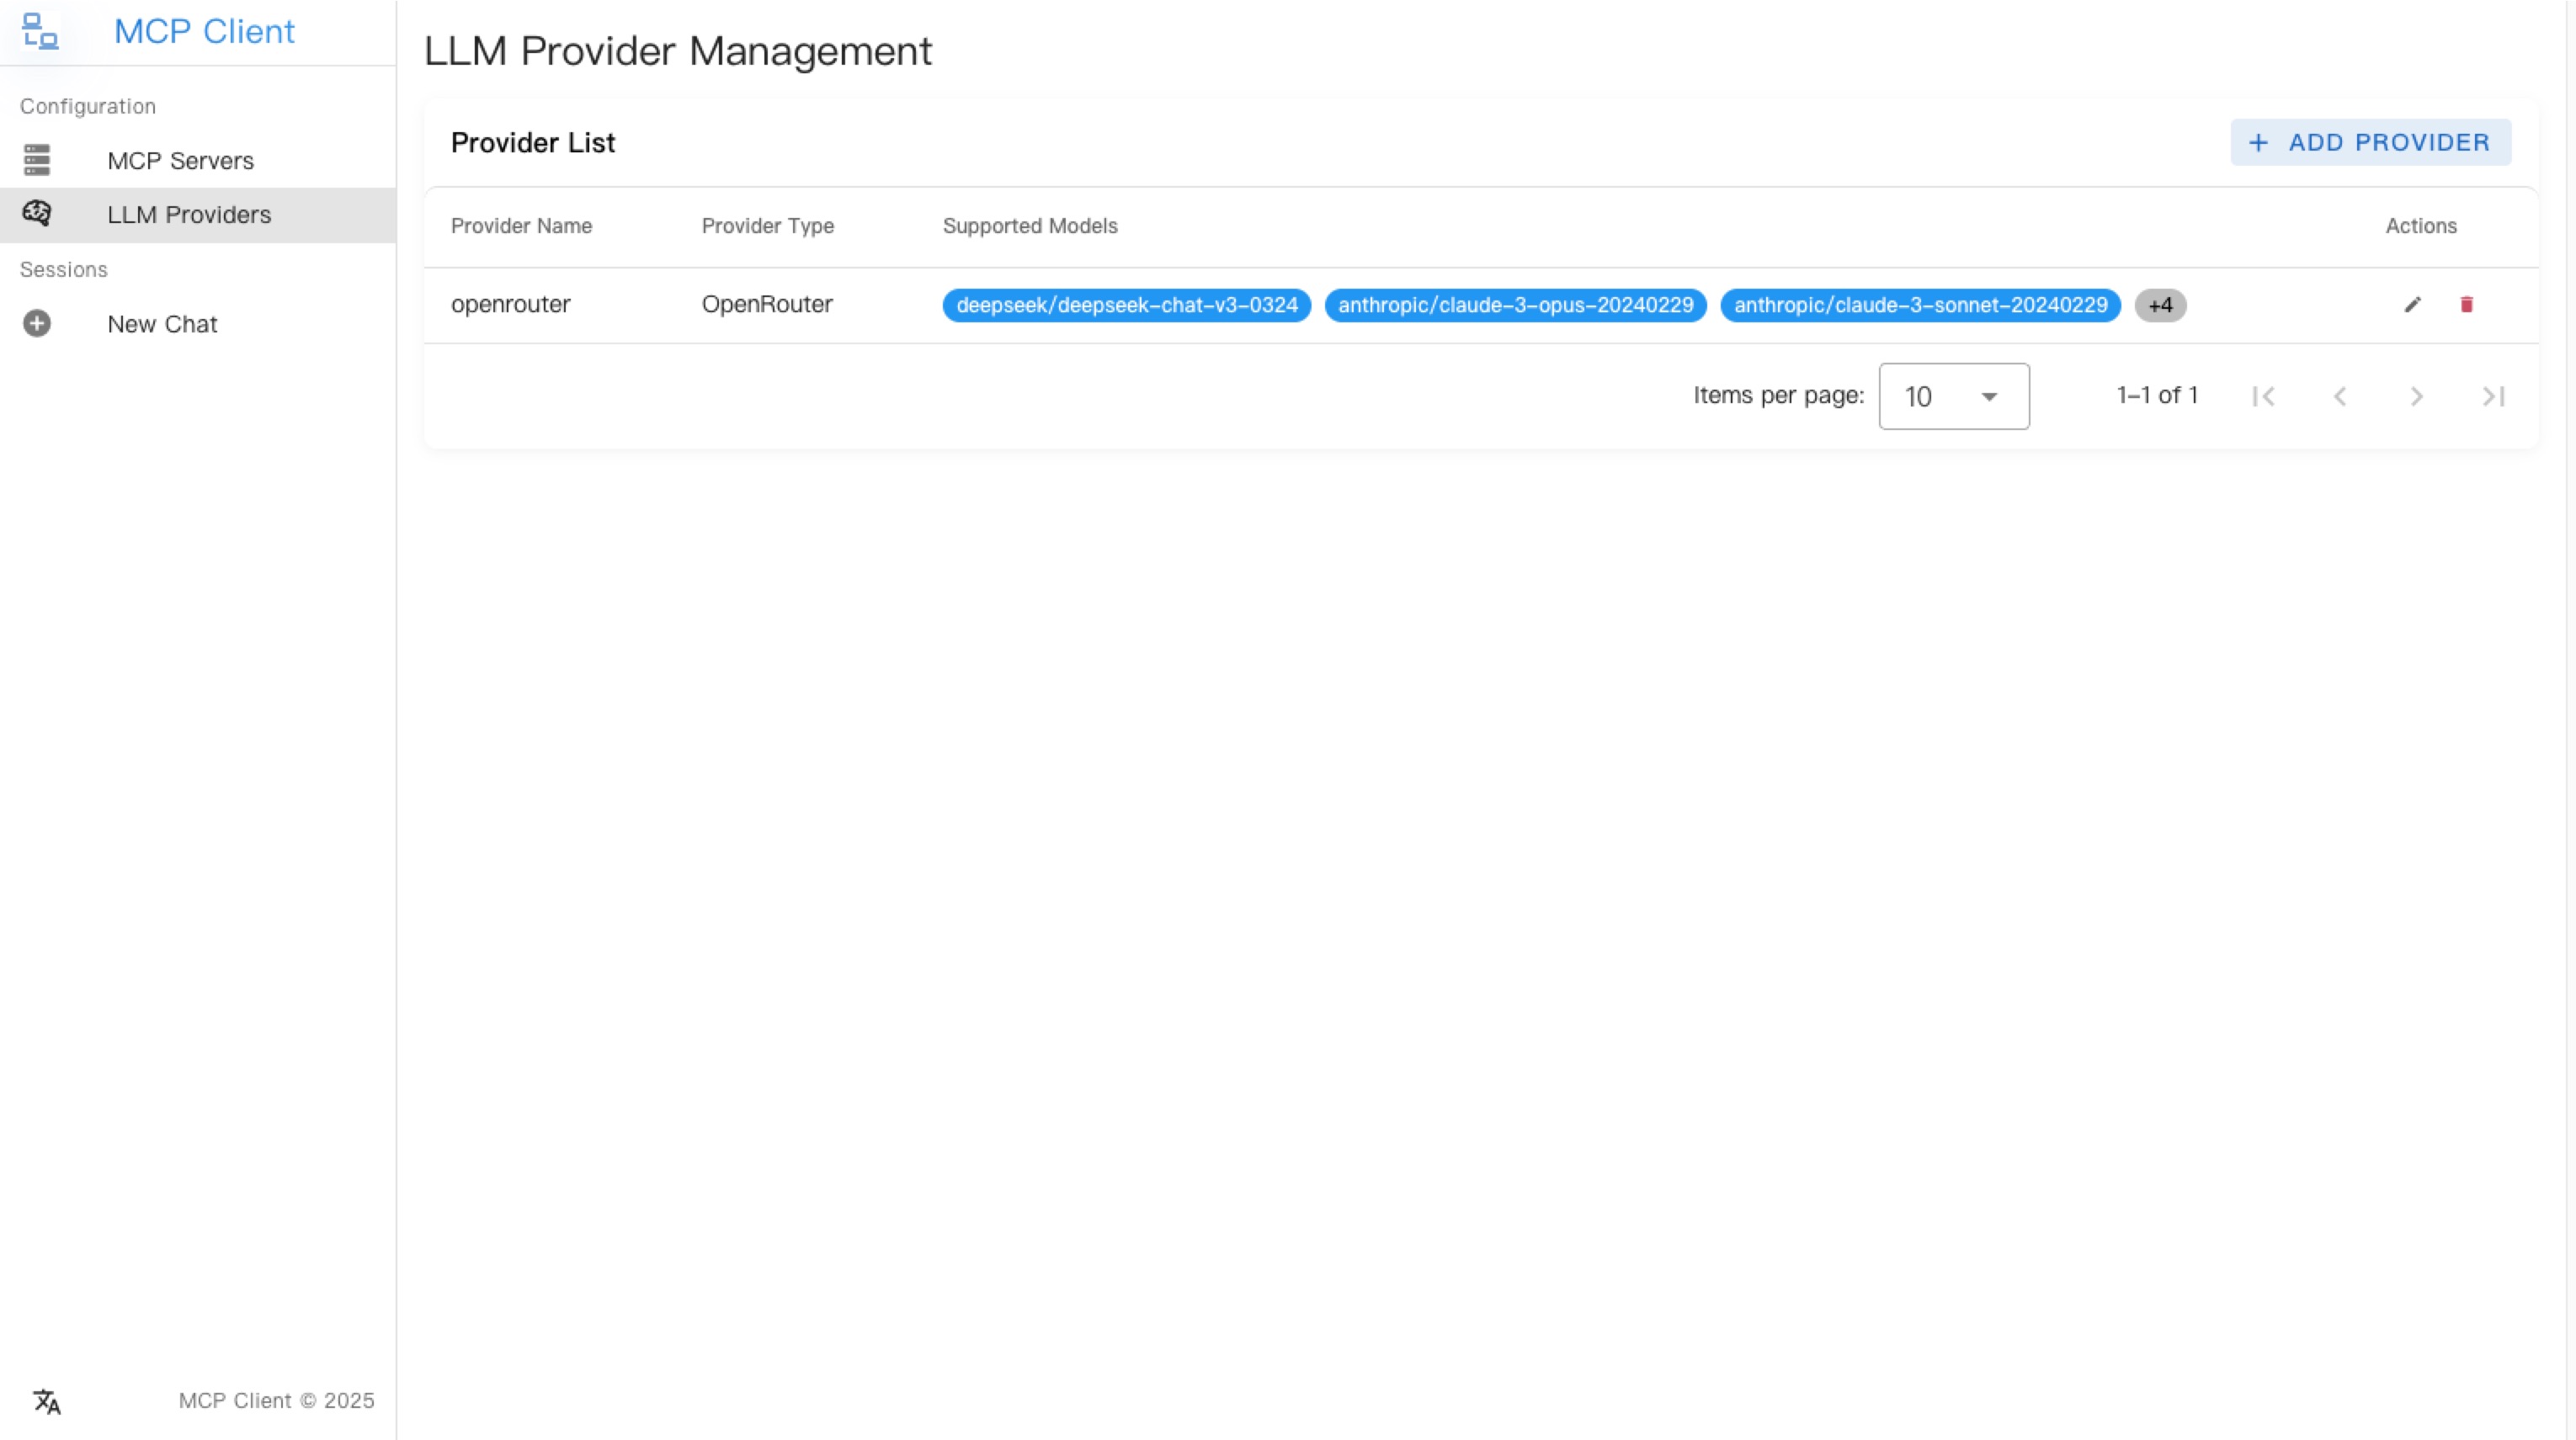 MCP Client
Configuration
MCP Servers
LLM Providers
Sessions
New Chat
MCP Client © 2025
LLM Provider Management
Provider List
+ ADD PROVIDER
Provider Name Provider Type Supported Models Actions
openrouter OpenRouter deepseek/deepseek-chat-v3-0324 anthropic/claude-3-opus-20240229 anthropic/claude-3-sonnet-20240229 +4
Items per page: 10 1–1 of 1